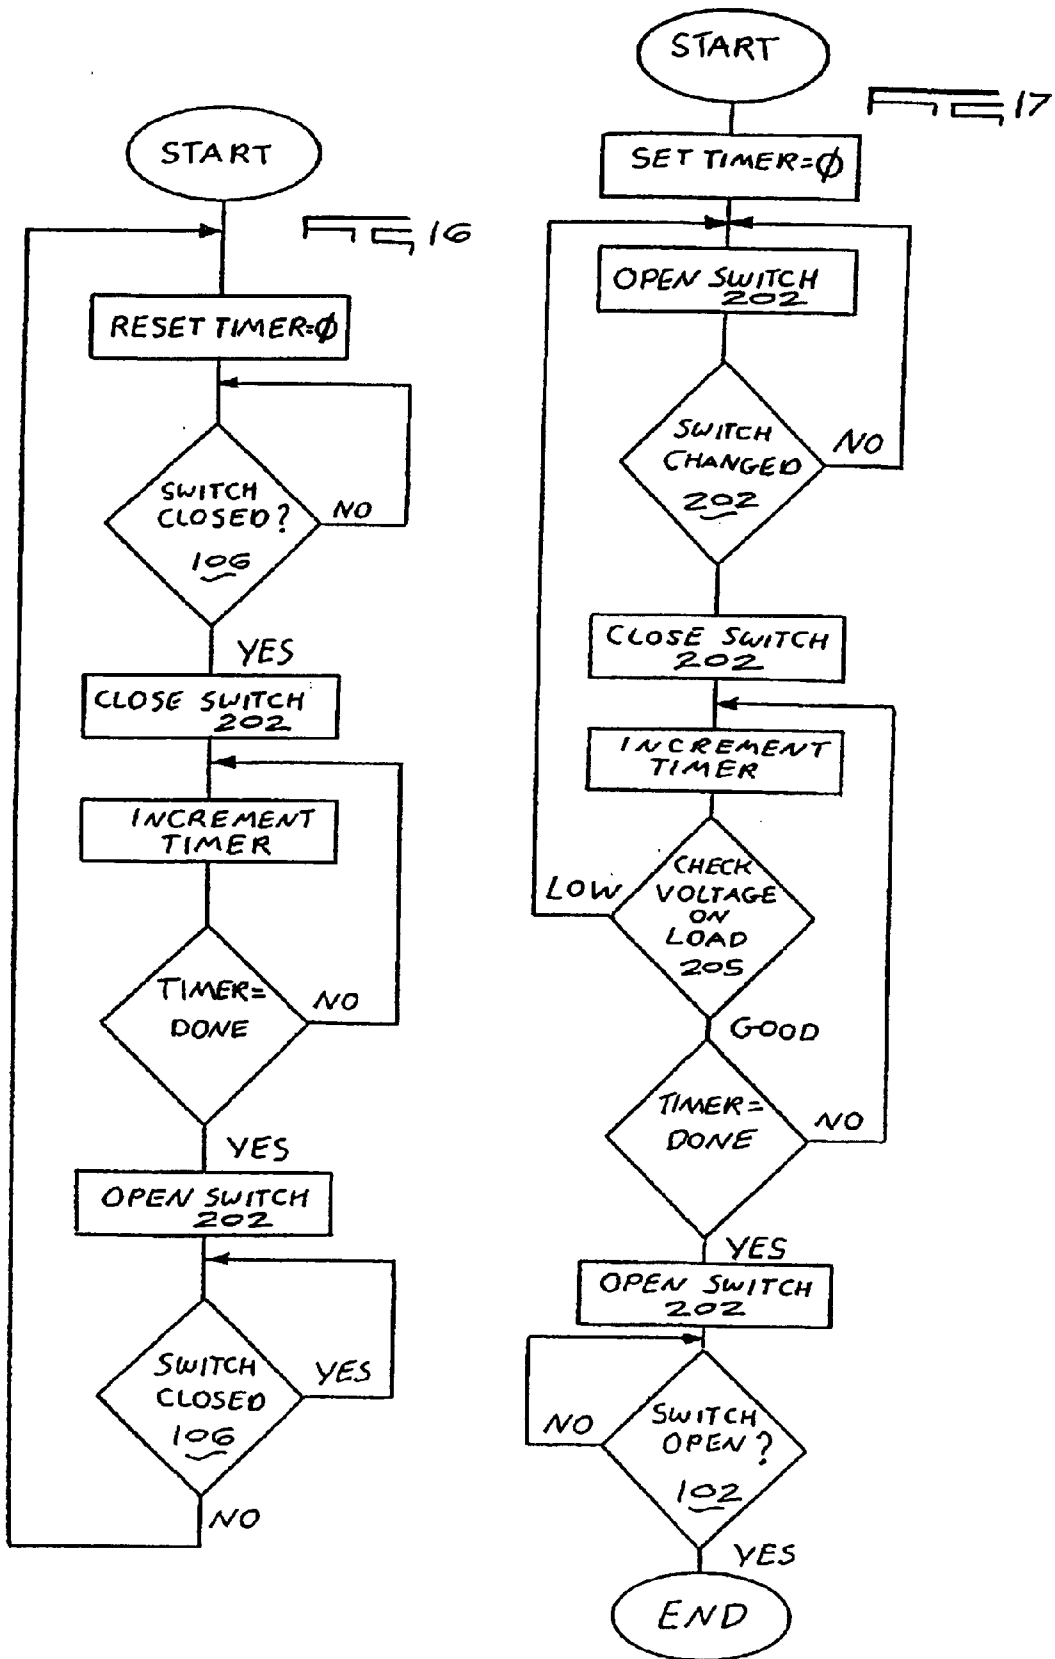 START
FIG 16
RESET TIMER=φ
SWITCH
CLOSED?
106
NO
YES
CLOSE SWITCH
202
INCREMENT
TIMER
TIMER=
DONE
NO
YES
OPEN SWITCH
202
SWITCH
CLOSED
106
YES
NO
START
FIG 17
SET TIMER=φ
OPEN SWITCH
202
SWITCH
CHANGED
202
NO
CLOSE SWITCH
202
INCREMENT
TIMER
CHECK
VOLTAGE
ON
LOAD
205
LOW
GOOD
TIMER=
DONE
NO
YES
OPEN SWITCH
202
SWITCH
OPEN?
102
NO
YES
END